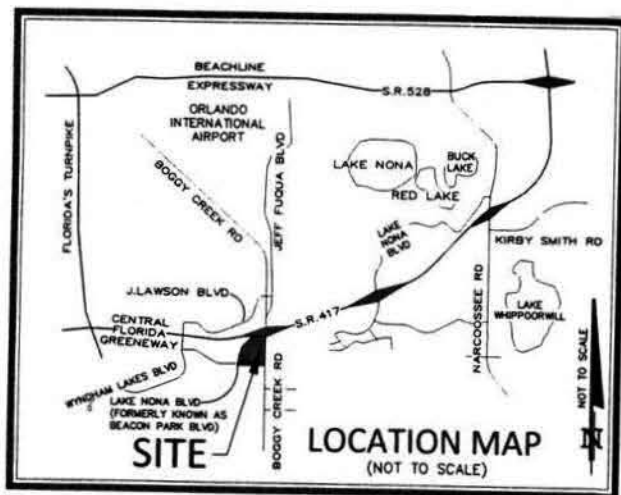 BEACHLINE
EXPRESSWAY
S.R.528
ORLANDO
INTERNATIONAL
AIRPORT
FLORIDA'S TURNPIKE
BOGGY CREEK RD
JEFF FUQUA BLVD
LAKE NONA
BUCK
LAKE
RED LAKE
LAKE
NONA
BLVD
KIRBY SMITH RD
J.LAWSON BLVD
S.R.417
NARCOOSSEE RD
LAKE
WHIPPOORWILL
CENTRAL
FLORIDA
GREENEWAY
WYNDHAM LAKES BLVD
LAKE NONA BLVD
(FORMERLY KNOWN AS
BEACON PARK BLVD)
BOGGY CREEK RD
SITE
LOCATION MAP
(NOT TO SCALE)
NOT TO SCALE
N